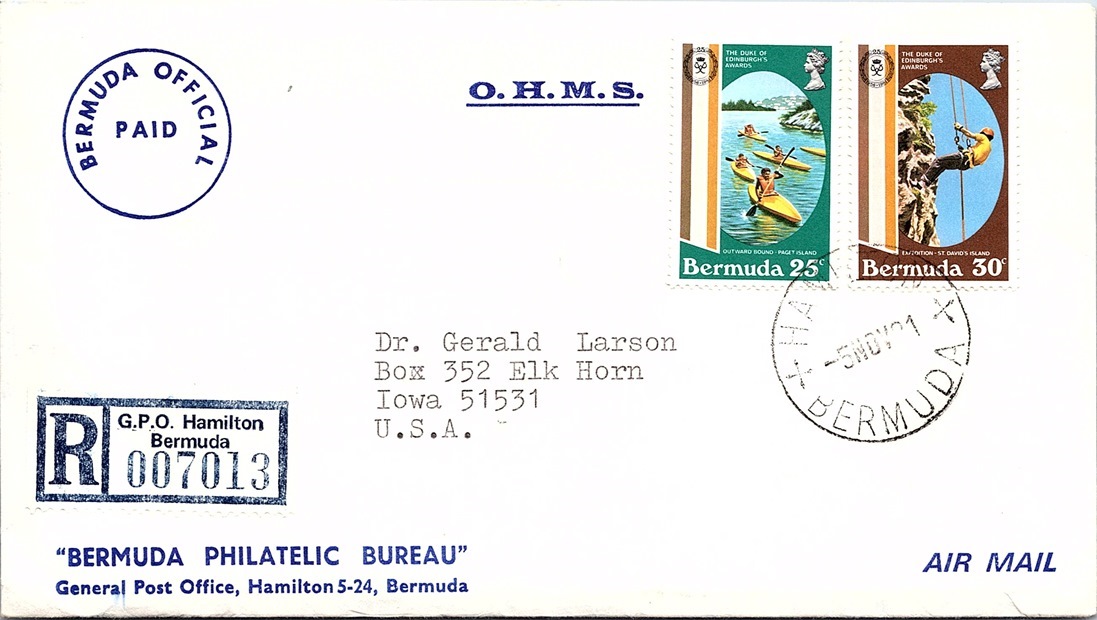 BERMUDA OFFICIAL
PAID
O.H.M.S.
THE DUKE OF
EDINBURGH'S
AWARDS
OUTWARD BOUND · PAGET ISLAND
Bermuda 25c
THE DUKE OF
EDINBURGH'S
AWARDS
EXPEDITION · ST DAVID'S ISLAND
Bermuda 30c
HAMILTON
-5NOV81
BERMUDA
Dr. Gerald Larson
Box 352 Elk Horn
Iowa 51531
U.S.A.
R
G.P.O. Hamilton
Bermuda
007013
"BERMUDA PHILATELIC BUREAU"
General Post Office, Hamilton 5-24, Bermuda
AIR MAIL